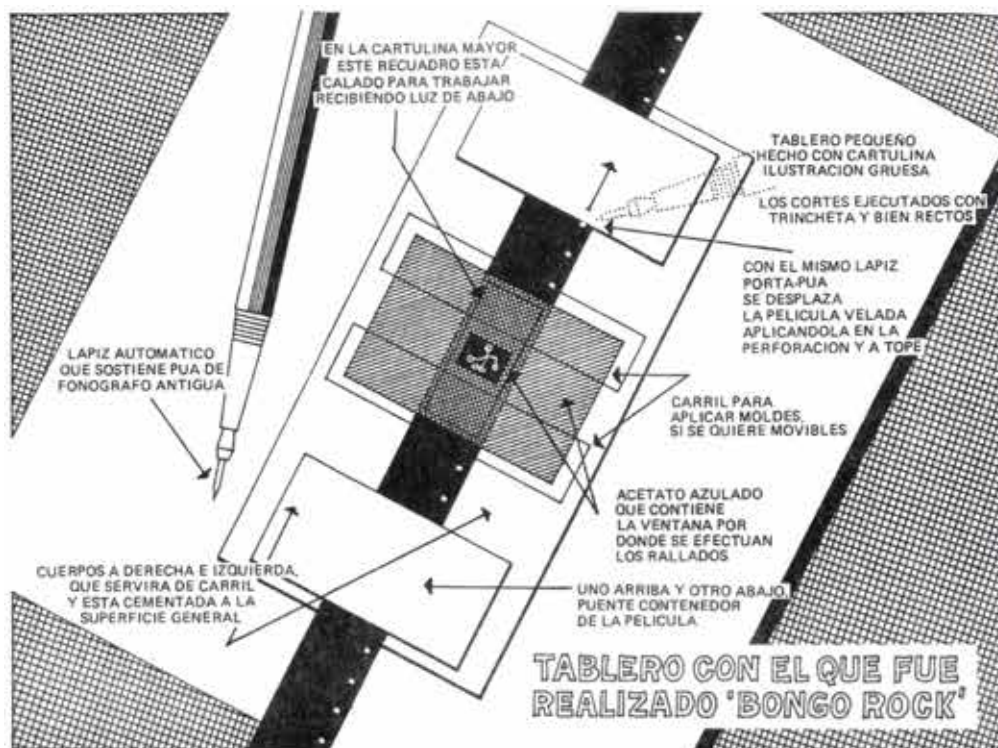 EN LA CARTULINA MAYOR
ESTE RECUADRO ESTA
CALADO PARA TRABAJAR
RECIBIENDO LUZ DE ABAJO
TABLERO PEQUEÑO
HECHO CON CARTULINA
ILUSTRACION GRUESA
LOS CORTES EJECUTADOS CON
TRINCHETA Y BIEN RECTOS
CON EL MISMO LAPIZ
PORTA-PUA
SE DESPLAZA
LA PELICULA VELADA
APLICANDOLA EN LA
PERFORACION Y A TOPE
LAPIZ AUTOMATICO
QUE SOSTIENE PUA DE
FONOGRAFO ANTIGUA
CARRIL PARA
APLICAR MOLDES,
SI SE QUIERE MOVIBLES
ACETATO AZULADO
QUE CONTIENE
LA VENTANA POR
DONDE SE EFECTUAN
LOS RALLADOS
CUERPOS A DERECHA E IZQUIERDA,
QUE SERVIRA DE CARRIL
Y ESTA CEMENTADA A LA
SUPERFICIE GENERAL
UNO ARRIBA Y OTRO ABAJO,
PUENTE CONTENEDOR
DE LA PELICULA
TABLERO CON EL QUE FUE
REALIZADO 'BONGO ROCK'